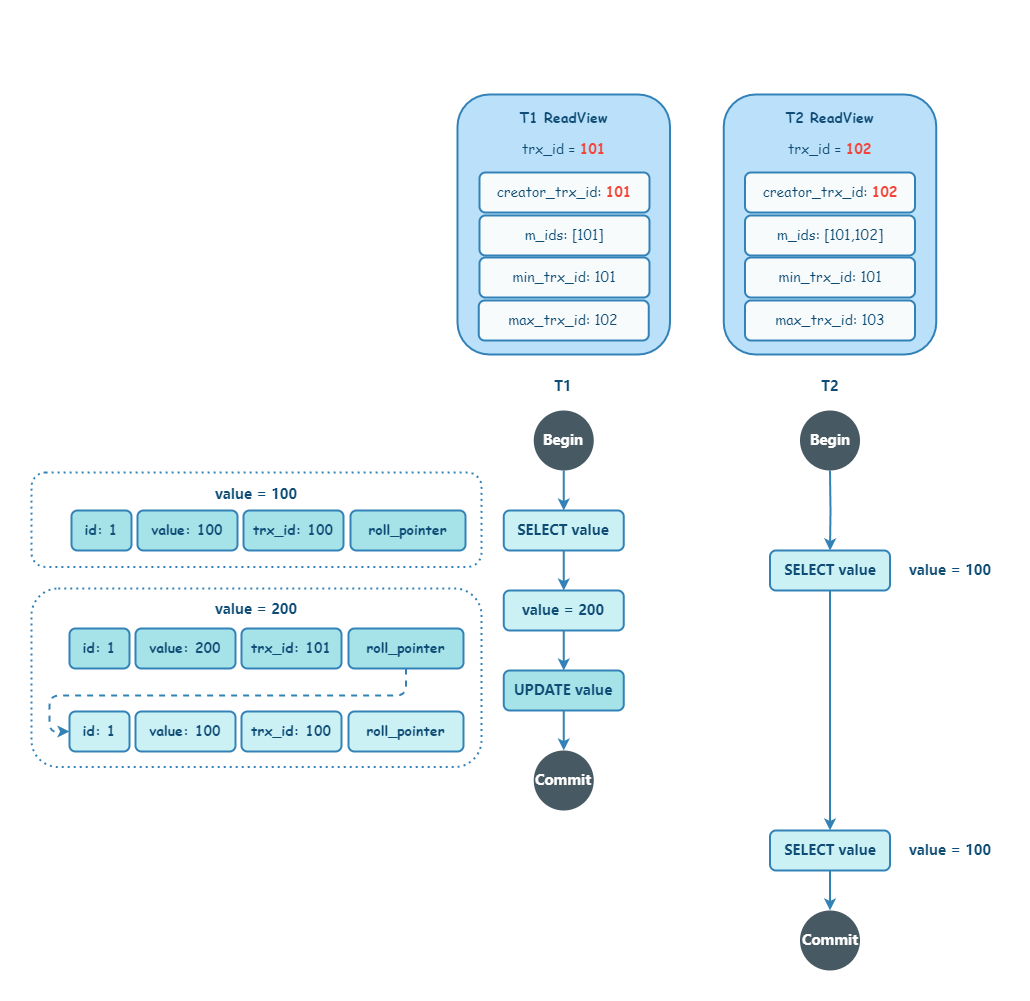 T1 ReadView
trx_id = 101
creator_trx_id: 101
m_ids: [101]
min_trx_id: 101
max_trx_id: 102
T2 ReadView
trx_id = 102
creator_trx_id: 102
m_ids: [101,102]
min_trx_id: 101
max_trx_id: 103
T1
Begin
SELECT value
value = 200
UPDATE value
Commit
T2
Begin
SELECT value
value = 100
SELECT value
value = 100
Commit
value = 100
id: 1
value: 100
trx_id: 100
roll_pointer
value = 200
id: 1
value: 200
trx_id: 101
roll_pointer
id: 1
value: 100
trx_id: 100
roll_pointer